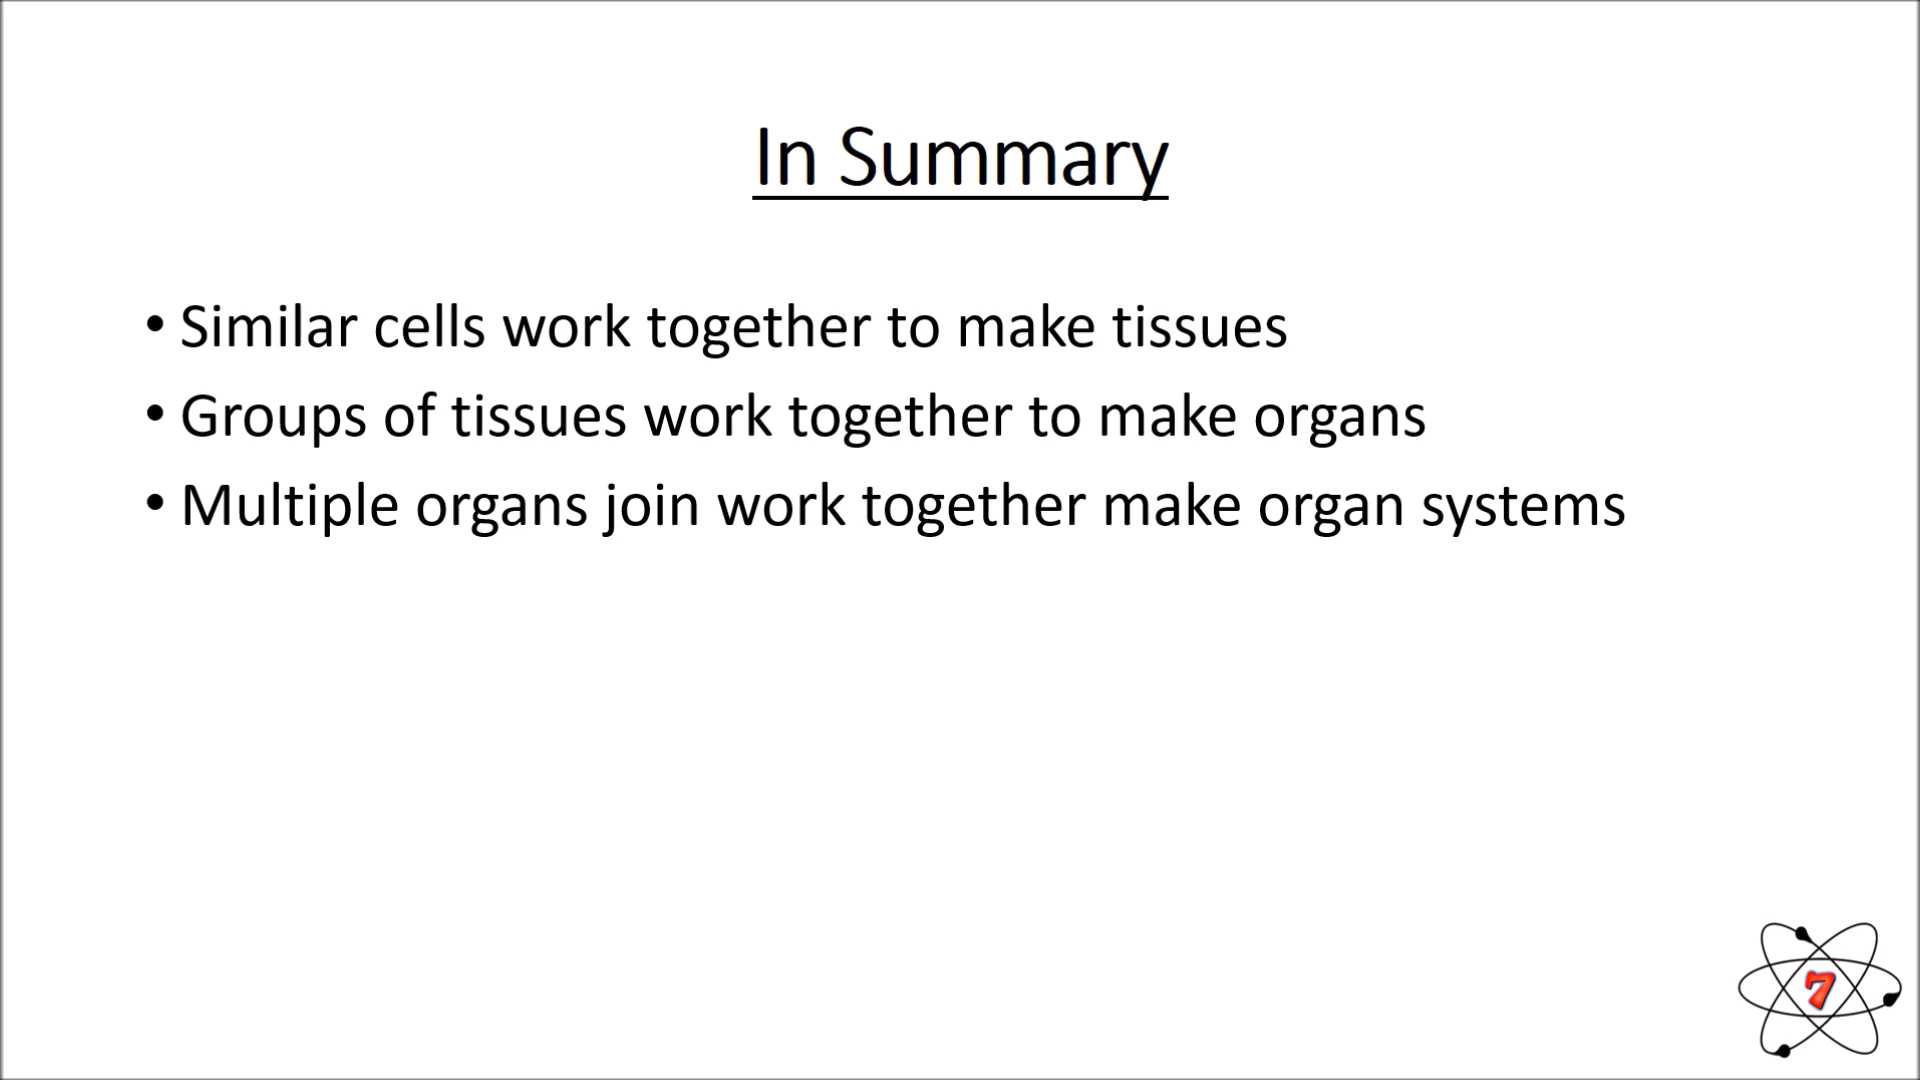 In Summary
• Similar cells work together to make tissues
• Groups of tissues work together to make organs
• Multiple organs join work together make organ systems
7